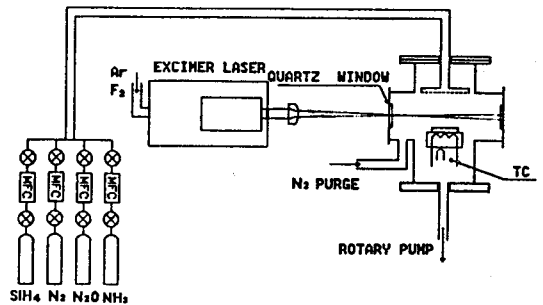 EXCIMER LASER
Ar
F₂
QUARTZ WINDOW
MFC MFC MFC MFC
N₂ PURGE
TC
ROTARY PUMP
SIH₄ N₂ N₂O NH₃